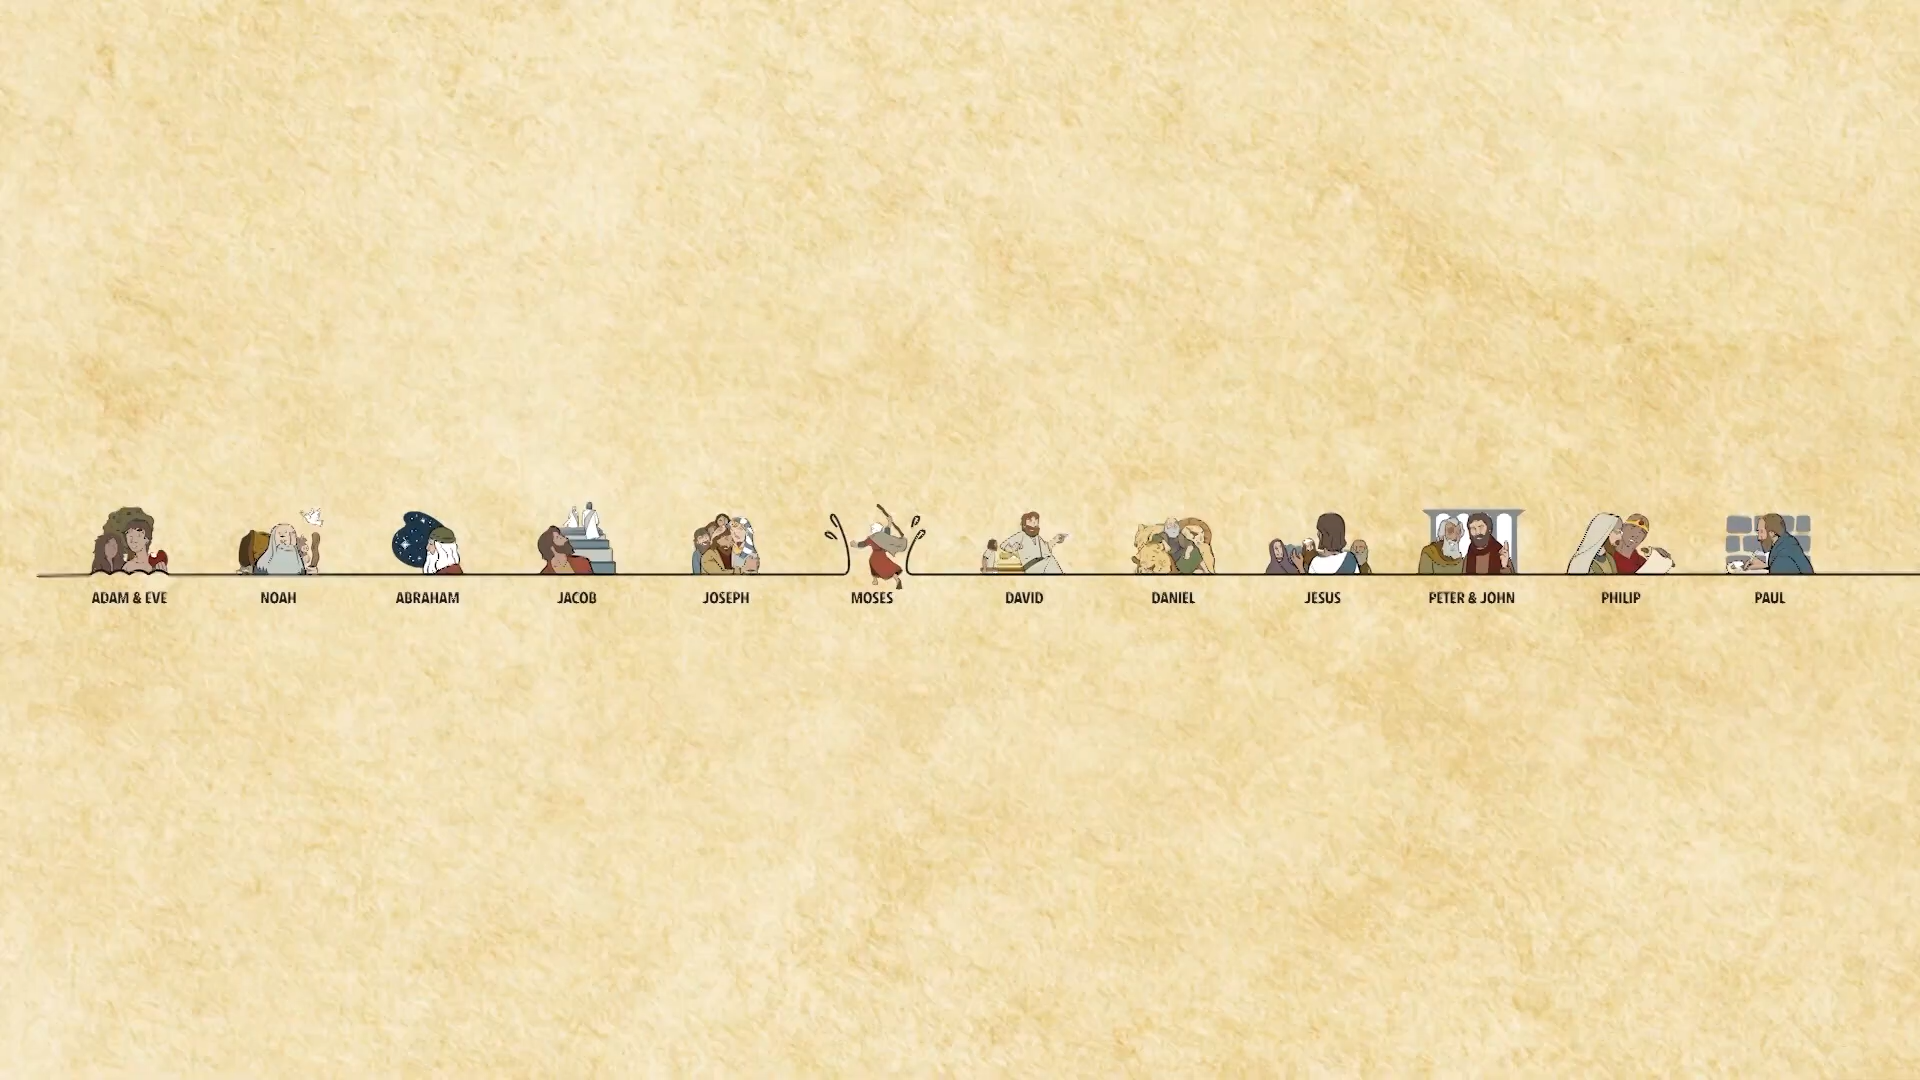 ADAM & EVE
NOAH
ABRAHAM
JACOB
JOSEPH
MOSES
DAVID
DANIEL
JESUS
PETER & JOHN
PHILIP
PAUL